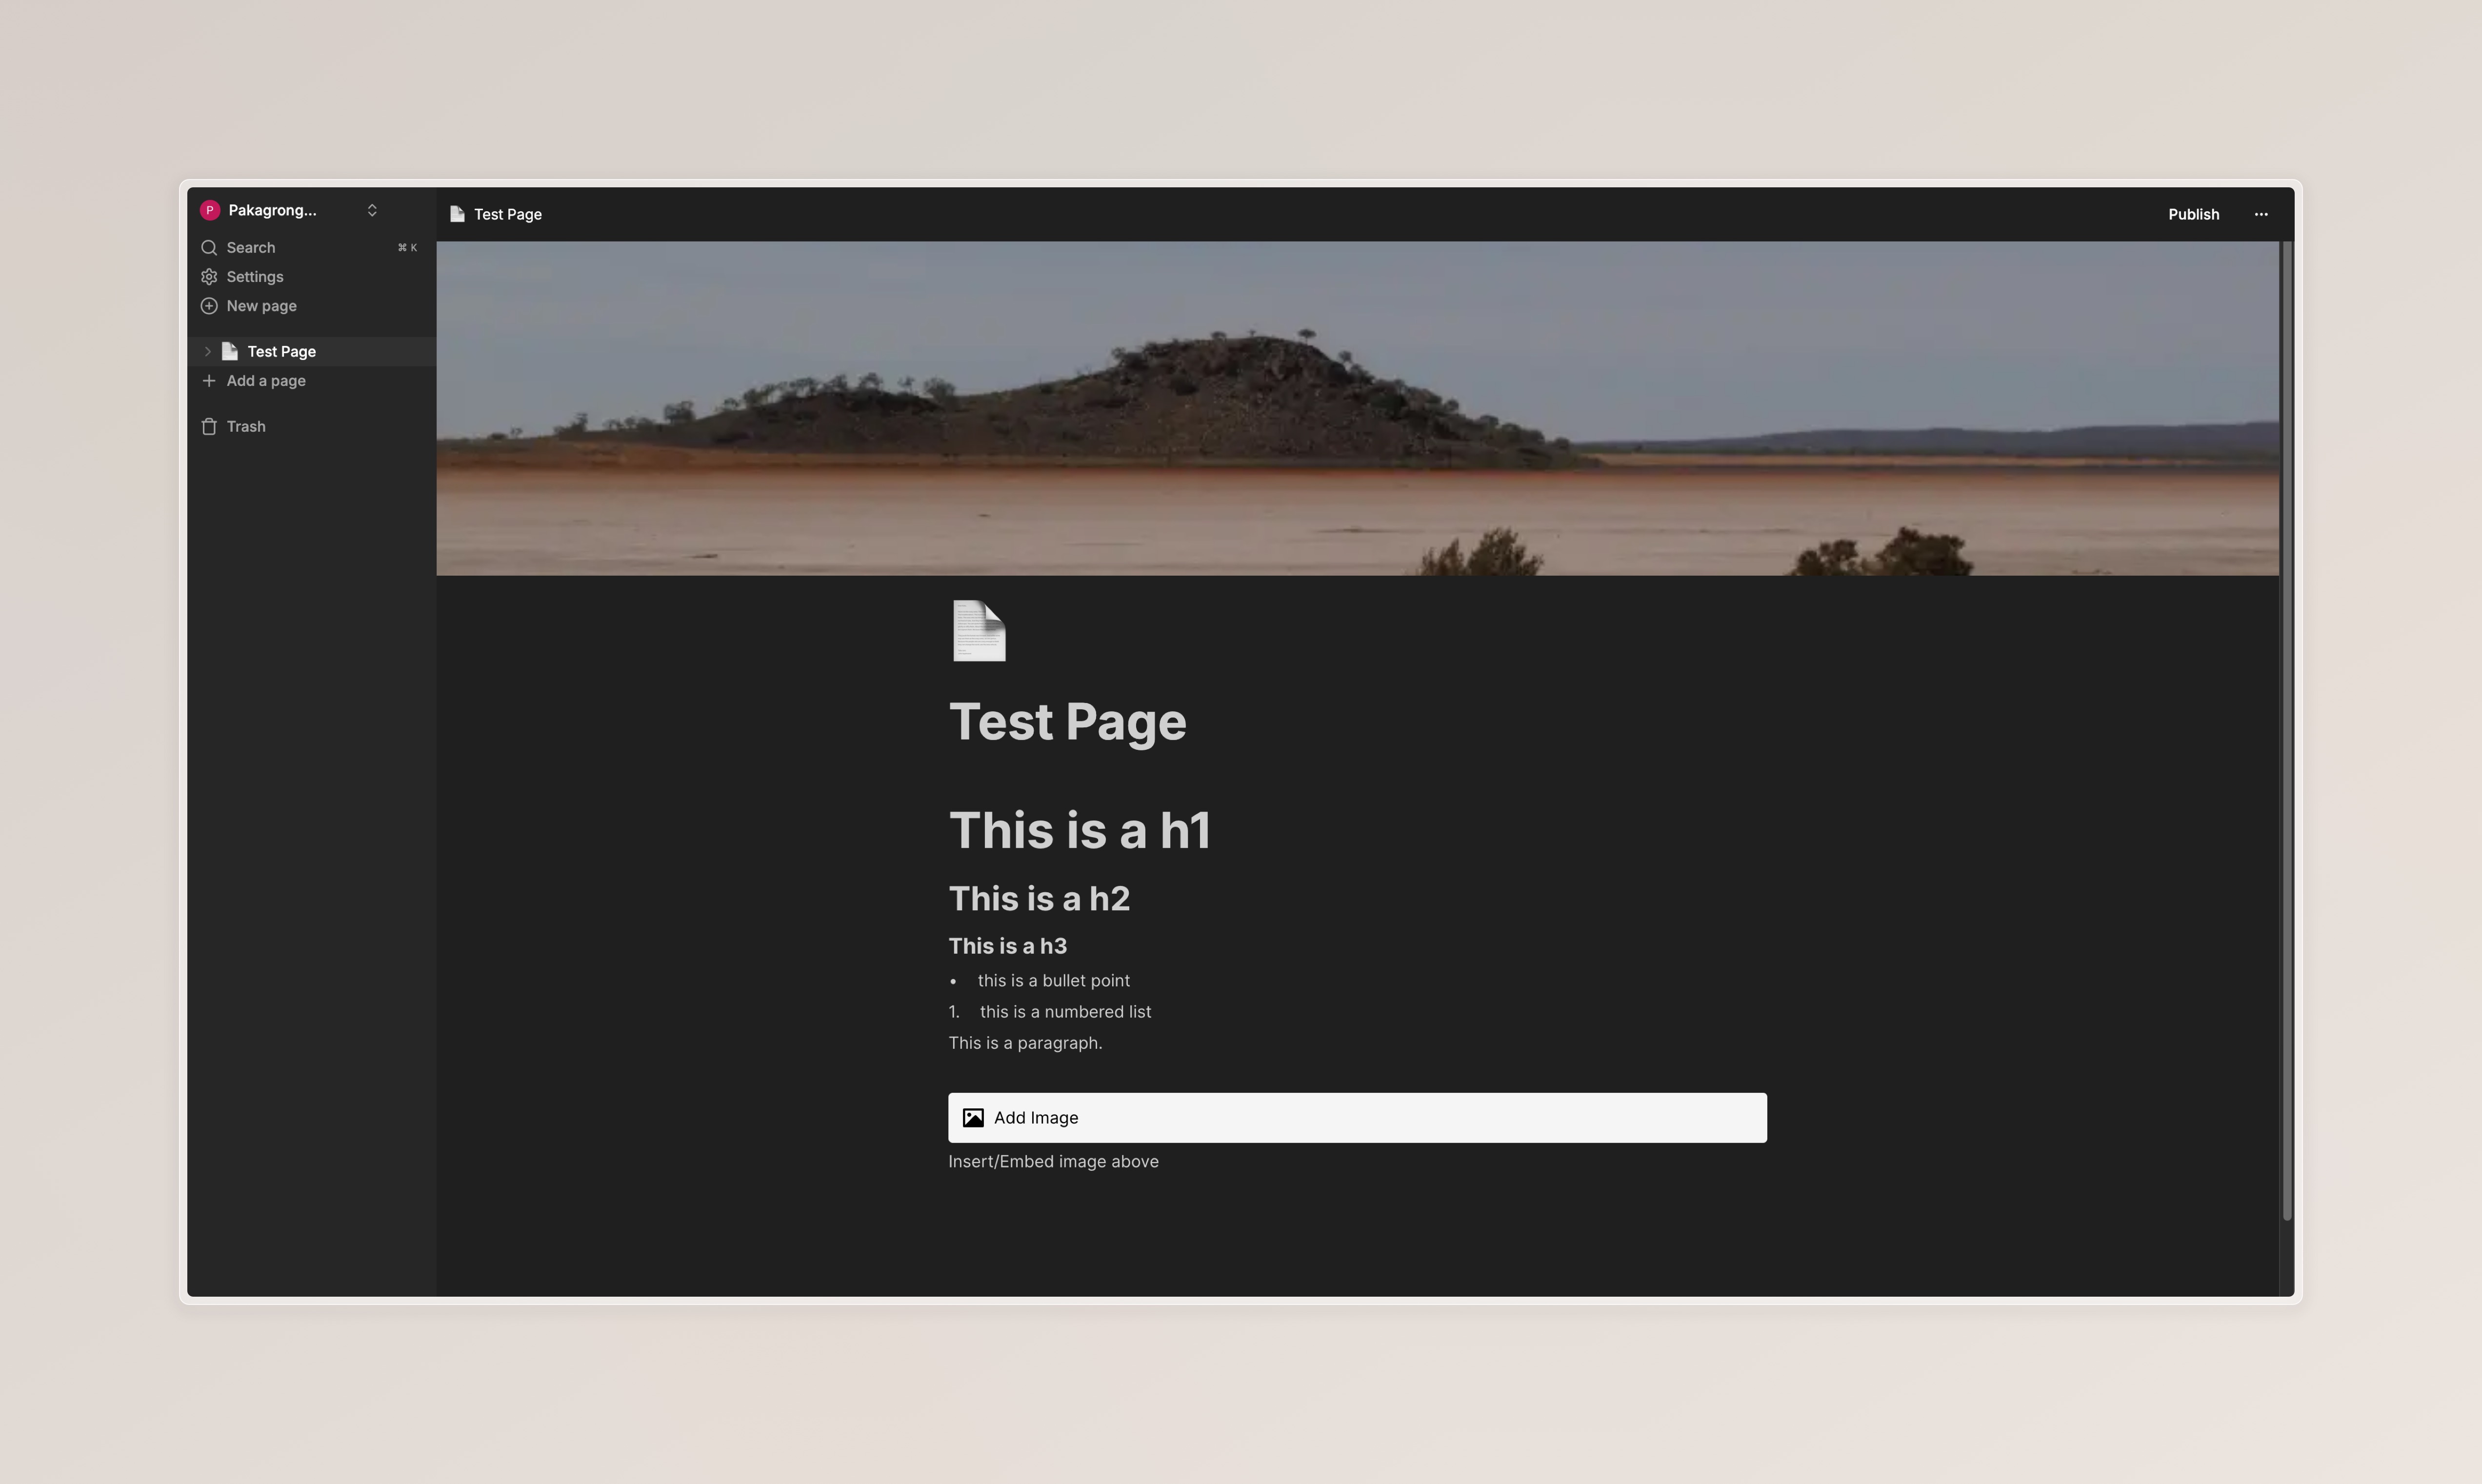 P Pakagrong...
Search ⌘ K
Settings
New page
Test Page
Add a page
Trash
Test Page
Publish
Test Page
This is a h1
This is a h2
This is a h3
• this is a bullet point
1. this is a numbered list
This is a paragraph.
Add Image
Insert/Embed image above